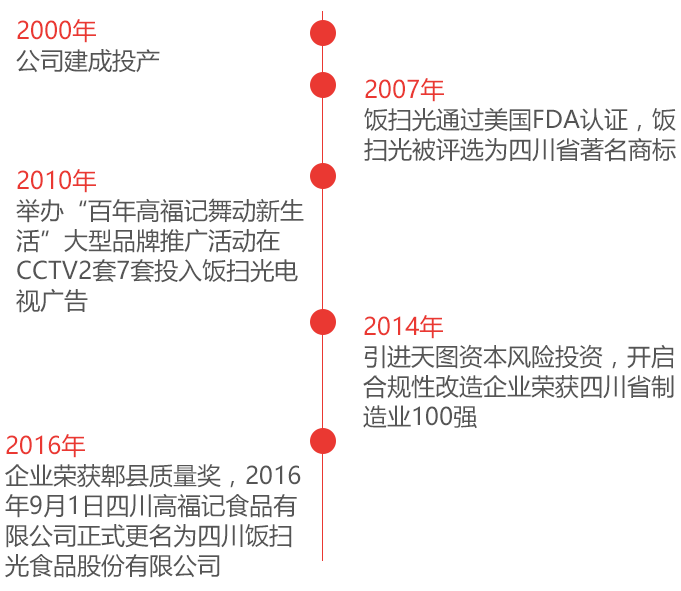 2000年
公司建成投产
2007年
饭扫光通过美国FDA认证，饭
扫光被评选为四川省著名商标
2010年
举办“百年高福记舞动新生
活”大型品牌推广活动在
CCTV2套7套投入饭扫光电
视广告
2014年
引进天图资本风险投资，开启
合规性改造企业荣获四川省制
造业100强
2016年
企业荣获郫县质量奖，2016
年9月1日四川高福记食品有
限公司正式更名为四川饭扫
光食品股份有限公司